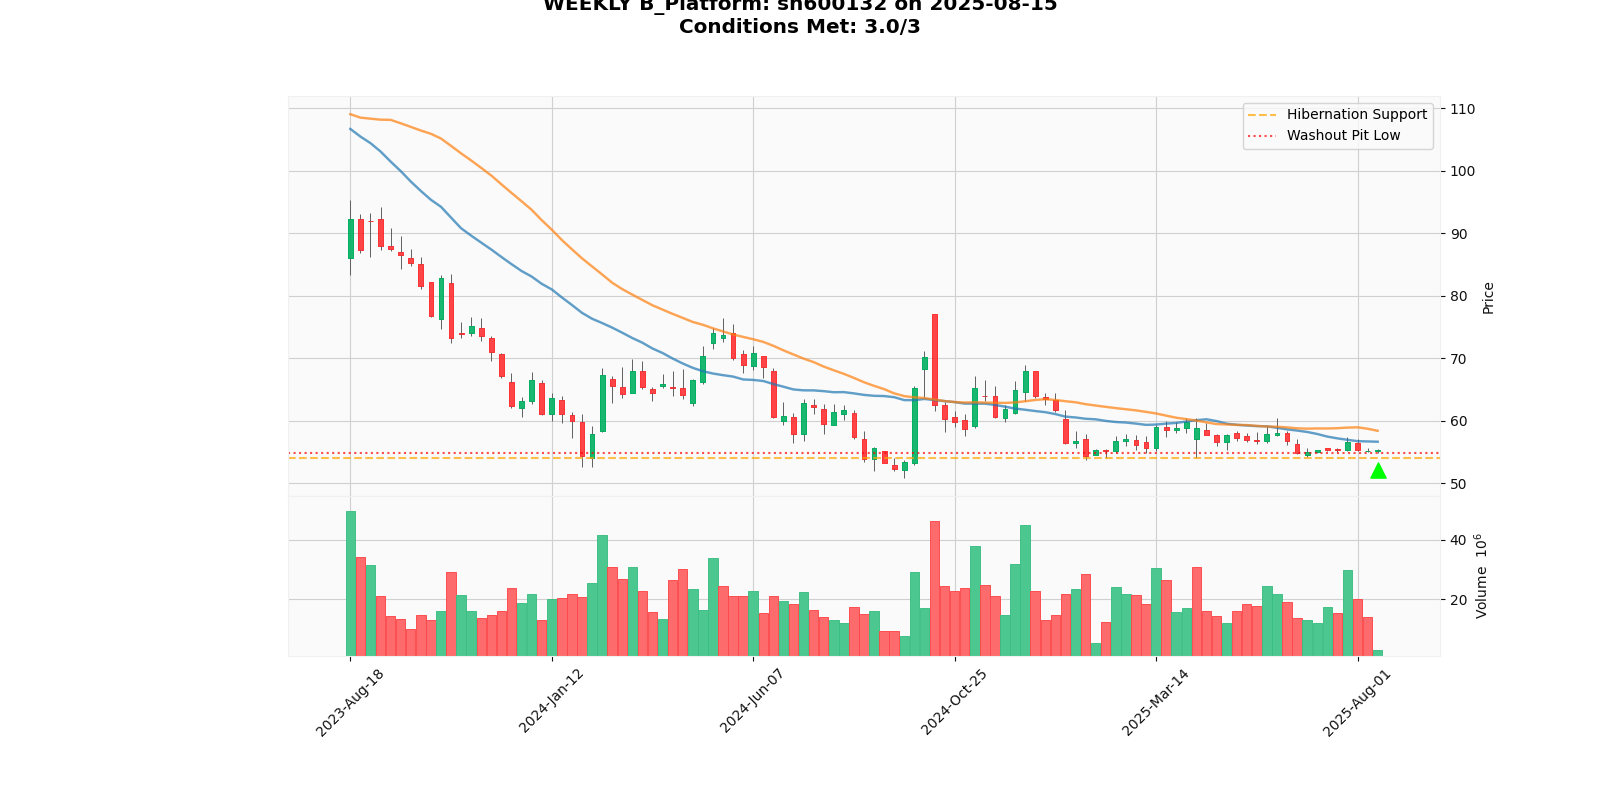 WEEKLY B_Platform: sh600132 on 2025-08-15
Conditions Met: 3.0/3
Hibernation Support
Washout Pit Low
110
100
90
80
70
60
50
Price
40
20
Volume 10^6
2023-Aug-18
2024-Jan-12
2024-Jun-07
2024-Oct-25
2025-Mar-14
2025-Aug-01